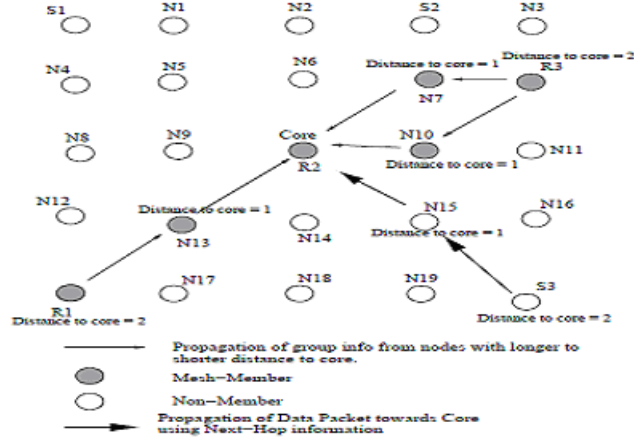 S1 N1 N2 S2 N3
Distance to core = 1 Distance to core = 2
N4 N5 N6 R3
N7
N8 N9 Core N10
R2 N11
Distance to core = 1
N12 Distance to core = 1 N15 N16
N13 N14 Distance to core = 1
N17 N18 N19 S3
R1
Distance to core = 2 Distance to core = 2
Propagation of group info from nodes with longer to
shorter distance to core.
Mesh-Member
Non-Member
Propagation of Data Packet towards Core
using Next-Hop information